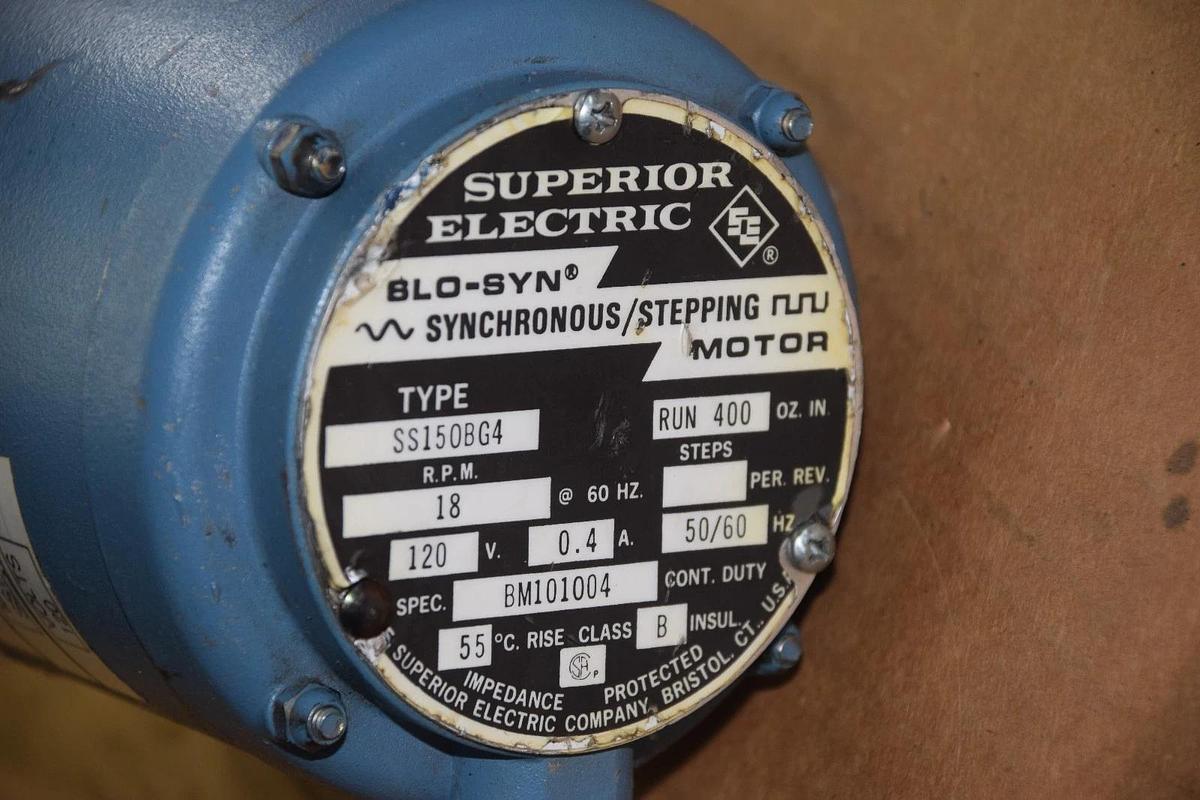 SUPERIOR
ELECTRIC
SE
®
BLO-SYN®
SYNCHRONOUS/STEPPING
MOTOR
TYPE
SS150BG4
RUN 400 OZ. IN.
R.P.M.
STEPS
18 @ 60 HZ.
PER. REV.
120 V. 0.4 A. 50/60 HZ
SPEC. BM101004 CONT. DUTY
55 °C. RISE CLASS B INSUL.
IMPEDANCE PROTECTED
SUPERIOR ELECTRIC COMPANY, BRISTOL, CT., U.S.A